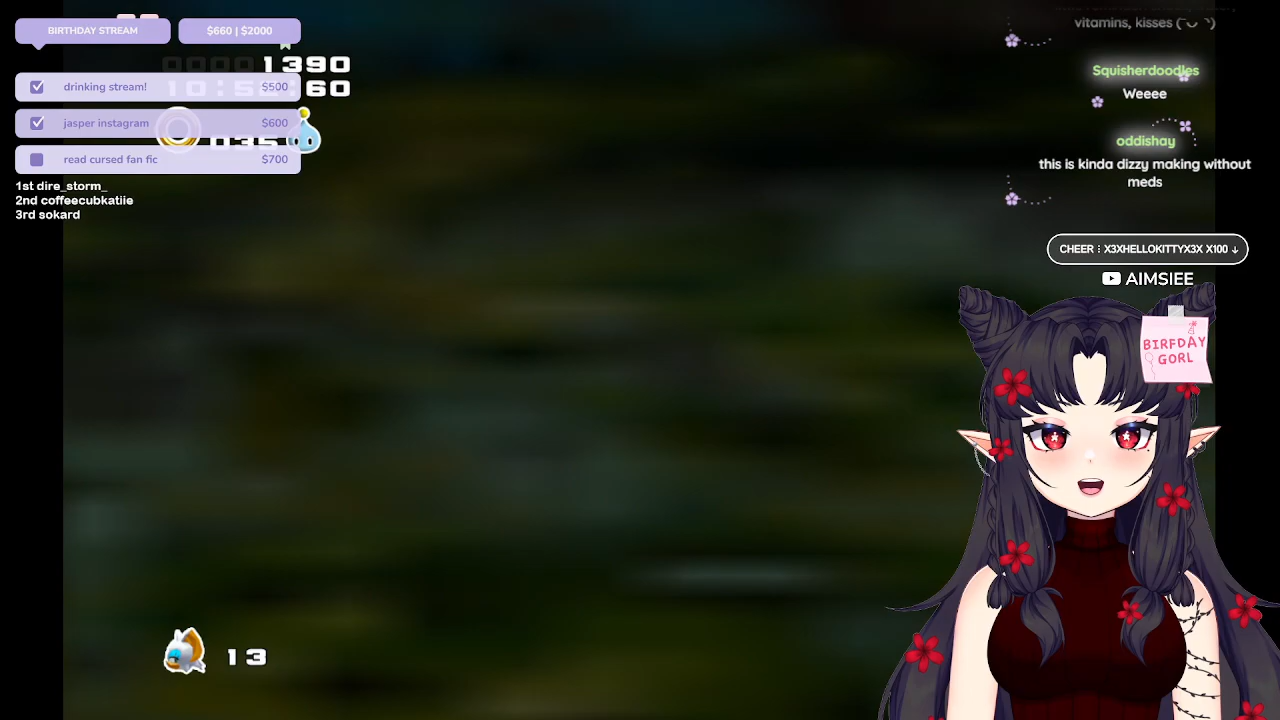 BIRTHDAY STREAM
$660 | $2000
1390
drinking stream! $500
jasper instagram $600
035
read cursed fan fic $700
1st dire_storm_
2nd coffeecubkatiie
3rd sokard
13
vitamins, kisses
Squisherdoodles
Weeee
oddishay
this is kinda dizzy making without
meds
CHEER : X3XHELLOKITTYX3X X100 ↓
AIMSIEE
BIRFDAY
GORL